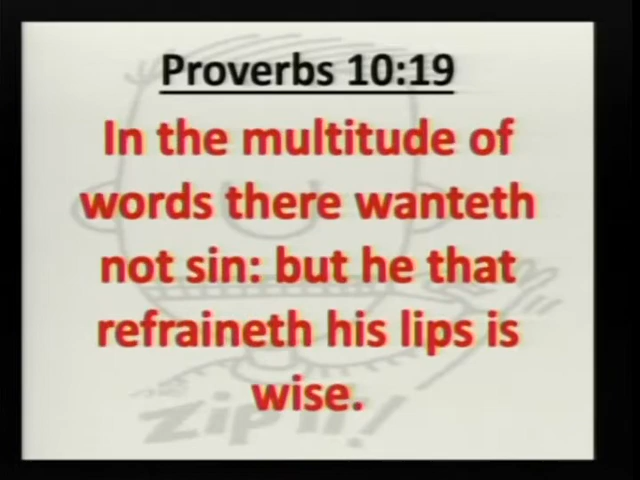 Proverbs 10:19
In the multitude of
words there wanteth
not sin: but he that
refraineth his lips is
wise.
Zip it!